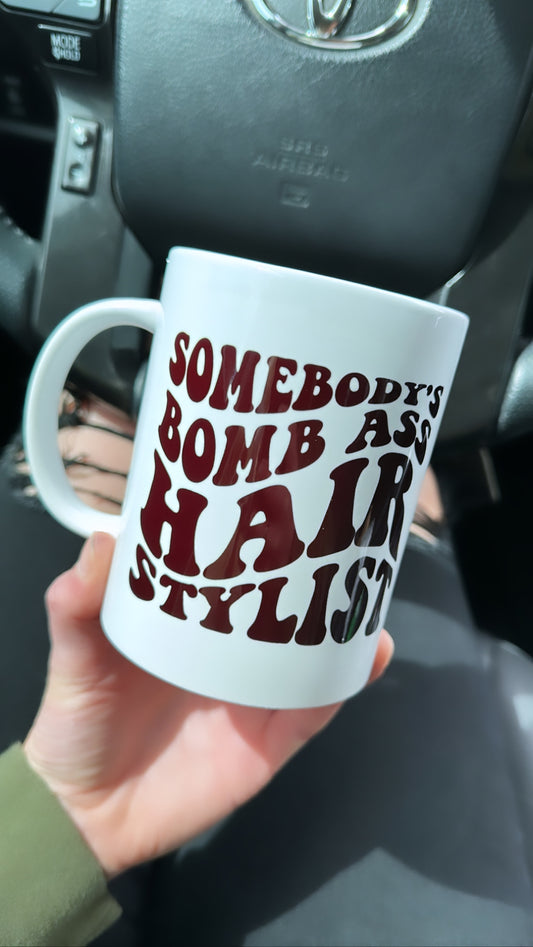 MODE
SRS
AIRBAG
SOMEBODY'S
BOMB ASS
HAIR
STYLIST